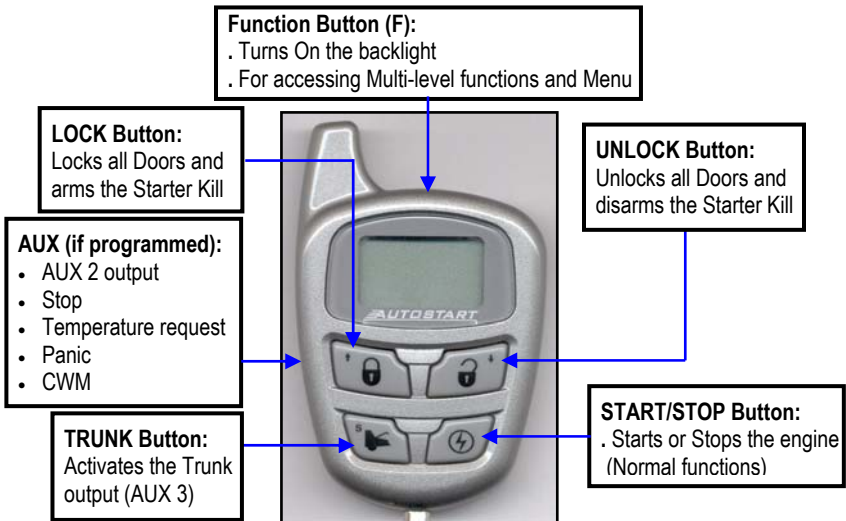 Function Button (F):
. Turns On the backlight
. For accessing Multi-level functions and Menu
LOCK Button:
Locks all Doors and
arms the Starter Kill
UNLOCK Button:
Unlocks all Doors and
disarms the Starter Kill
AUX (if programmed):
• AUX 2 output
• Stop
• Temperature request
• Panic
• CWM
AUTOSTART
TRUNK Button:
Activates the Trunk
output (AUX 3)
S
START/STOP Button:
. Starts or Stops the engine
(Normal functions)